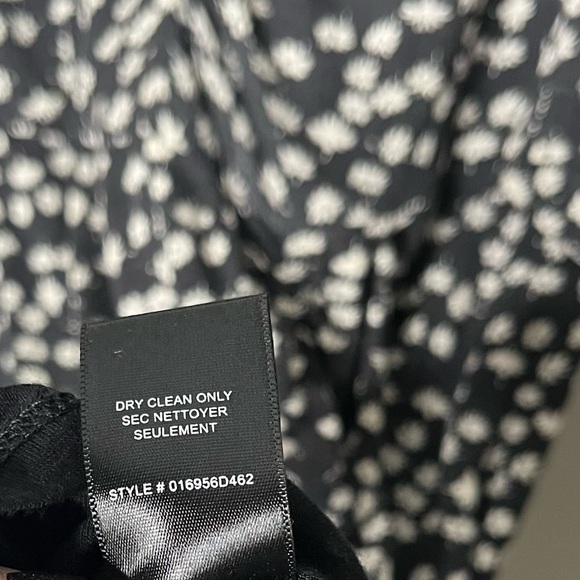 DRY CLEAN ONLY
SEC NETTOYER
SEULEMENT
STYLE # 016956D462